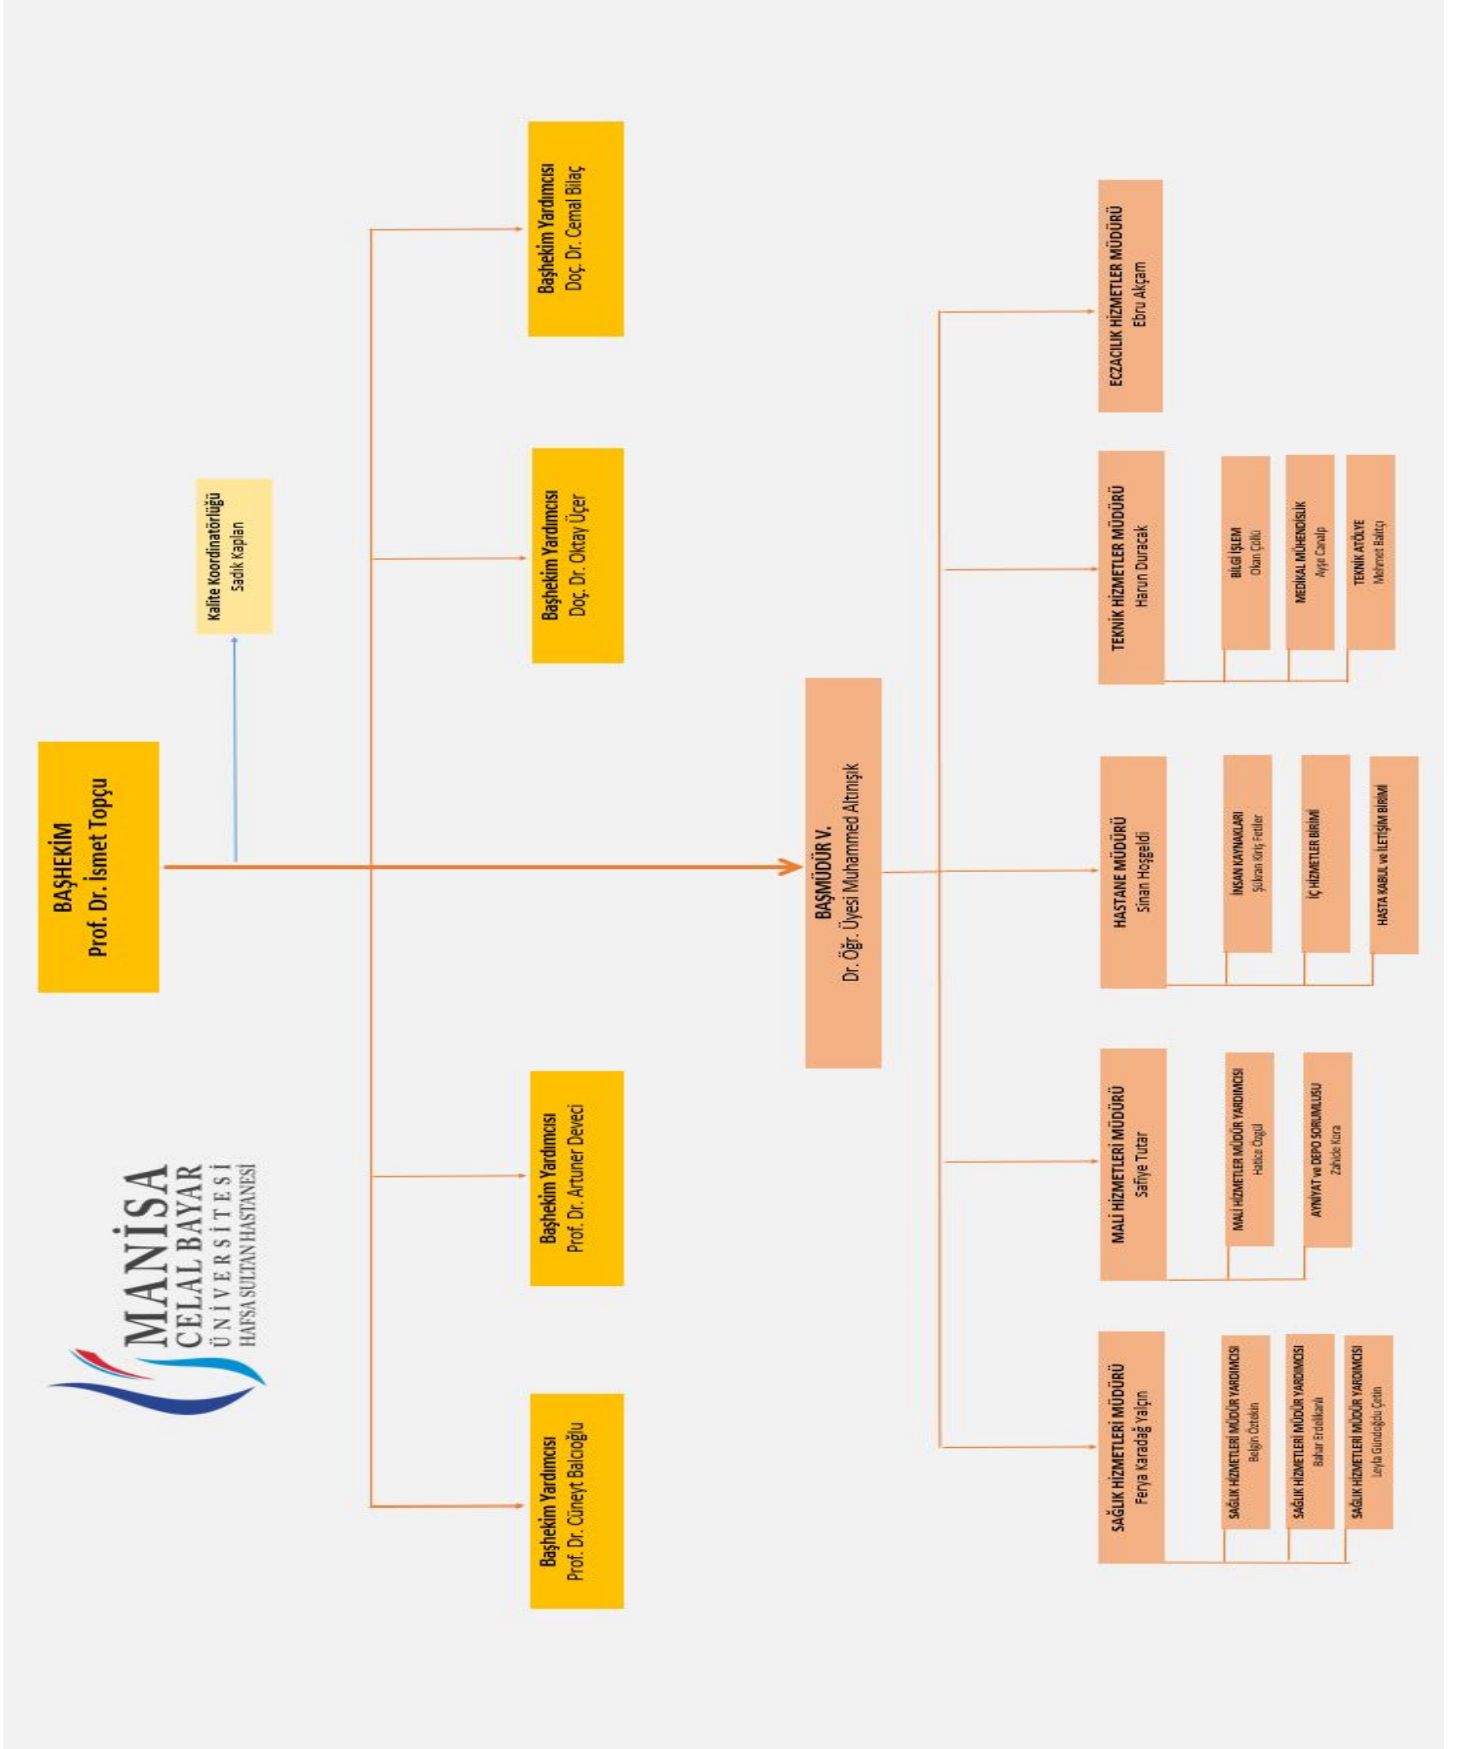 MANİSA
CELAL BAYAR
ÜNİVERSİTESİ
HAFSA SULTAN HASTANESİ
BAŞHEKİM
Prof. Dr. İsmet Topçu
Kalite Koordinatörlüğü
Sadık Kaplan
Başhekim Yardımcısı
Prof. Dr. Cüneyt Balcıoğlu
Başhekim Yardımcısı
Prof. Dr. Artuner Deveci
Başhekim Yardımcısı
Doç. Dr. Oktay Üçer
Başhekim Yardımcısı
Doç. Dr. Cemal Bilaç
BAŞMÜDÜR V.
Dr. Öğr. Üyesi Muhammed Altınışık
SAĞLIK HİZMETLERİ MÜDÜRÜ
Ferya Karadağ Yalçın
SAĞLIK HİZMETLERİ MÜDÜR YARDIMCISI
Belgin Öztekin
SAĞLIK HİZMETLERİ MÜDÜR YARDIMCISI
Bahar Erdelikanlı
SAĞLIK HİZMETLERİ MÜDÜR YARDIMCISI
Leyla Gündoğdu Çetin
MALİ HİZMETLERİ MÜDÜRÜ
Safiye Tutar
MALİ HİZMETLER MÜDÜR YARDIMCISI
Hatice Özgül
AYNİYAT ve DEPO SORUMLUSU
Zahide Kora
HASTANE MÜDÜRÜ
Sinan Hoşgeldi
İNSAN KAYNAKLARI
Şükran Kiriş Fetiler
İÇ HİZMETLER BİRİMİ
HASTA KABUL ve İLETİŞİM BİRİMİ
TEKNİK HİZMETLER MÜDÜRÜ
Harun Duracak
BİLGİ İŞLEM
Okan Çöllü
MEDİKAL MÜHENDİSLİK
Ayşe Canalp
TEKNİK ATÖLYE
Mehmet Balıtçı
ECZACILIK HİZMETLER MÜDÜRÜ
Ebru Akçam